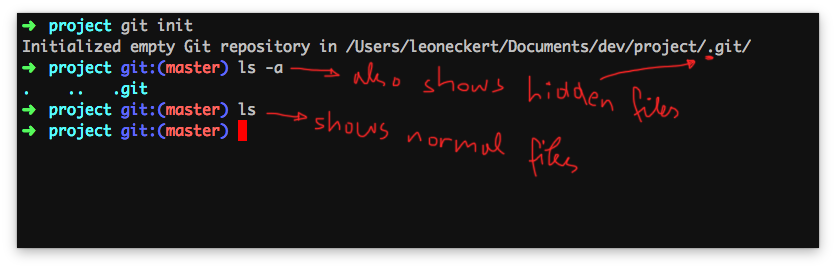 ➜ project git init
Initialized empty Git repository in /Users/leoneckert/Documents/dev/project/.git/
➜ project git:(master) ls -a also shows hidden files
. .. .git
➜ project git:(master) ls shows normal files
➜ project git:(master)